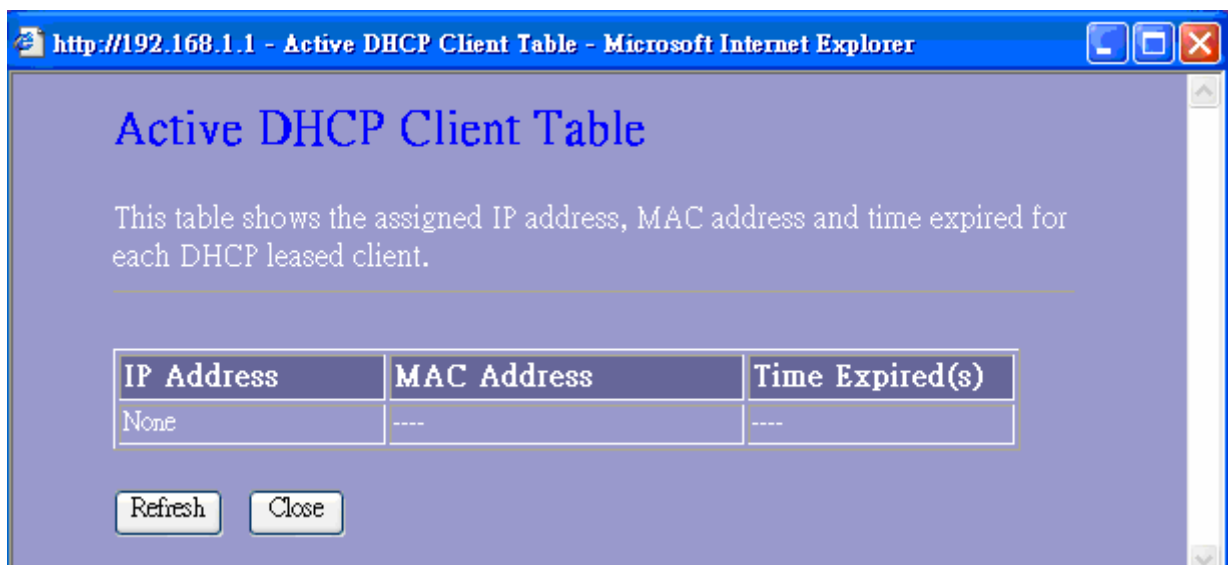 http://192.168.1.1 - Active DHCP Client Table - Microsoft Internet Explorer
Active DHCP Client Table
This table shows the assigned IP address, MAC address and time expired for
each DHCP leased client.
IP Address MAC Address Time Expired(s)
None ---- ----
Refresh Close